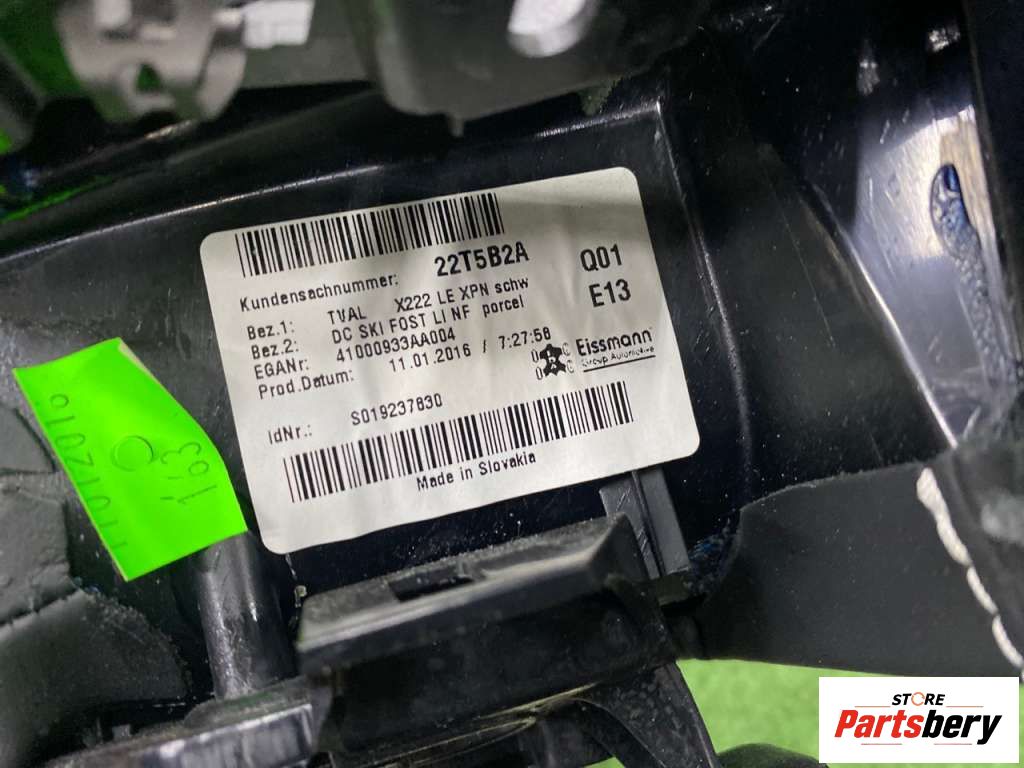 Kundensachnummer: 22T5B2A
Q01
E13
Bez.1: TVAL X222 LE XPN schw
Bez.2: DC SKI FOST LI NF porcel
EGANr: 41000933AA004
Prod.Datum: 11.01.2016 / 7:27:58
Eissmann
Group Automotive
IdNr.: S019237830
Made in Slovakia
11012016
163
STORE
Partsbery